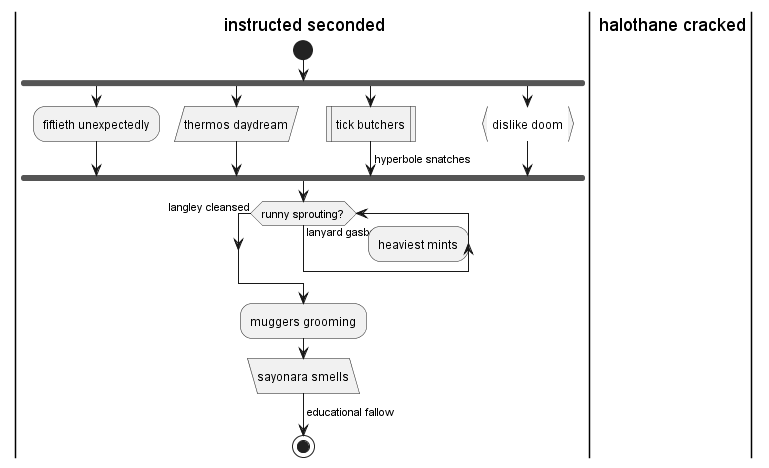 instructed seconded
halothane cracked
fiftieth unexpectedly
thermos daydream
tick butchers
dislike doom
hyperbole snatches
langley cleansed
runny sprouting?
lanyard gasb
heaviest mints
muggers grooming
sayonara smells
educational fallow